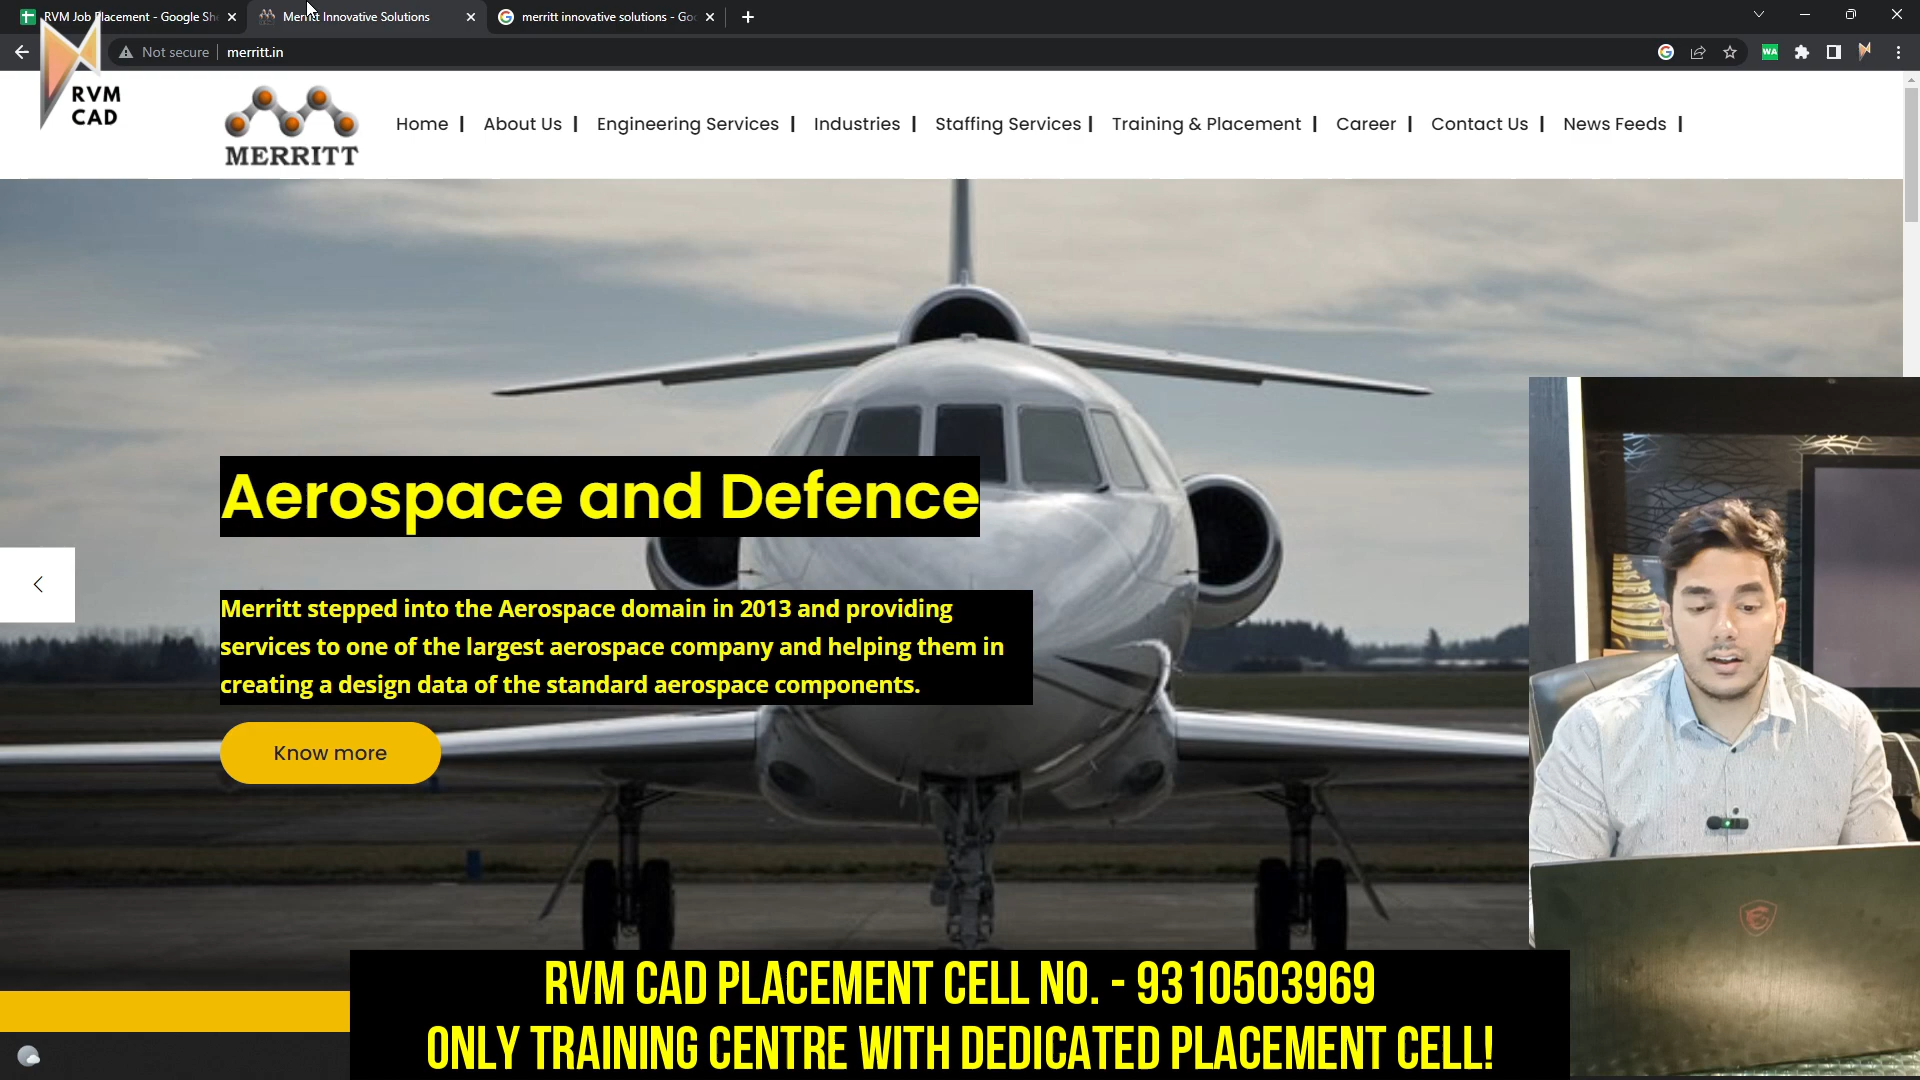 RVM Job Placement - Google She
Merritt Innovative Solutions
merritt innovative solutions - Goo
Not secure
merritt.in
WA
RVM
CAD
MERRITT
Home | About Us | Engineering Services | Industries | Staffing Services | Training & Placement | Career | Contact Us | News Feeds |
Aerospace and Defence
Merritt stepped into the Aerospace domain in 2013 and providing
services to one of the largest aerospace company and helping them in
creating a design data of the standard aerospace components.
Know more
RVM CAD PLACEMENT CELL NO. - 9310503969
ONLY TRAINING CENTRE WITH DEDICATED PLACEMENT CELL!